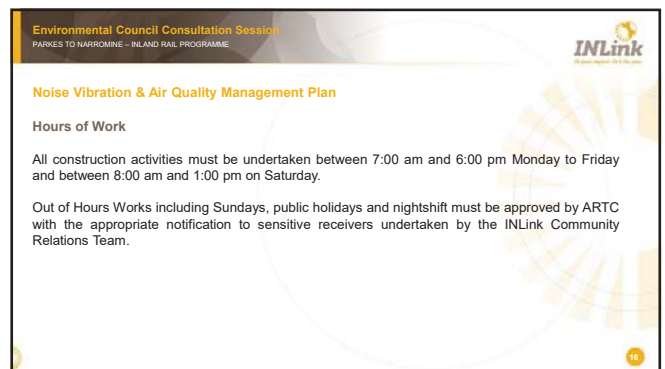 Environmental Council Consultation Session
PARKES TO NARROMINE – INLAND RAIL PROGRAMME
INLink
Noise Vibration & Air Quality Management Plan
Hours of Work
All construction activities must be undertaken between 7:00 am and 6:00 pm Monday to Friday
and between 8:00 am and 1:00 pm on Saturday.
Out of Hours Works including Sundays, public holidays and nightshift must be approved by ARTC
with the appropriate notification to sensitive receivers undertaken by the INLink Community
Relations Team.
16